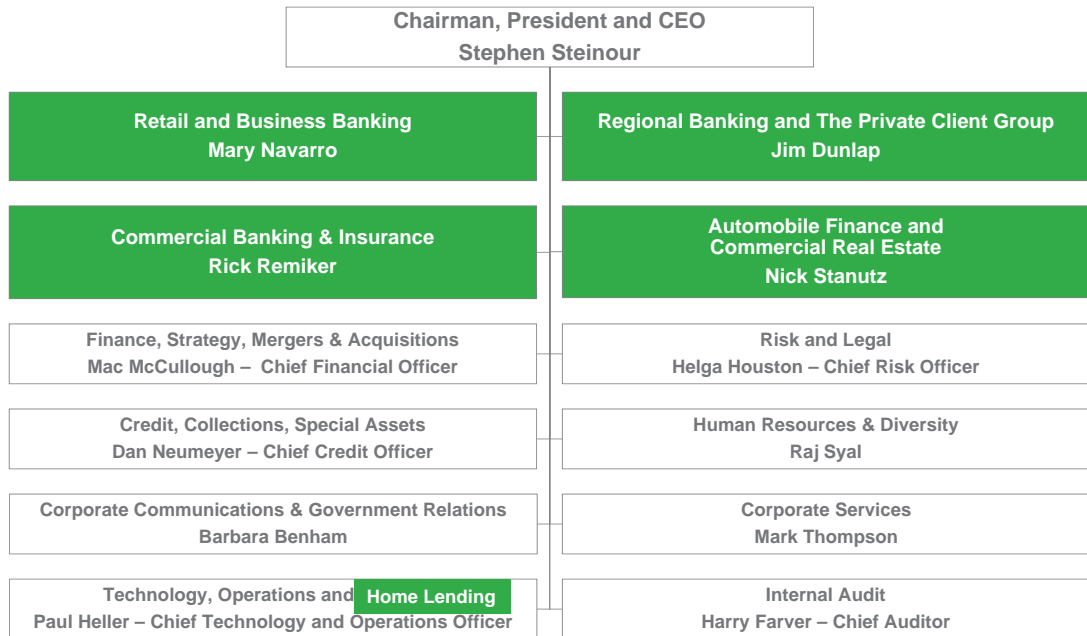 Chairman, President and CEO
Stephen Steinour
Retail and Business Banking
Mary Navarro
Regional Banking and The Private Client Group
Jim Dunlap
Commercial Banking & Insurance
Rick Remiker
Automobile Finance and
Commercial Real Estate
Nick Stanutz
Finance, Strategy, Mergers & Acquisitions
Mac McCullough – Chief Financial Officer
Risk and Legal
Helga Houston – Chief Risk Officer
Credit, Collections, Special Assets
Dan Neumeyer – Chief Credit Officer
Human Resources & Diversity
Raj Syal
Corporate Communications & Government Relations
Barbara Benham
Corporate Services
Mark Thompson
Technology, Operations and Home Lending
Paul Heller – Chief Technology and Operations Officer
Internal Audit
Harry Farver – Chief Auditor